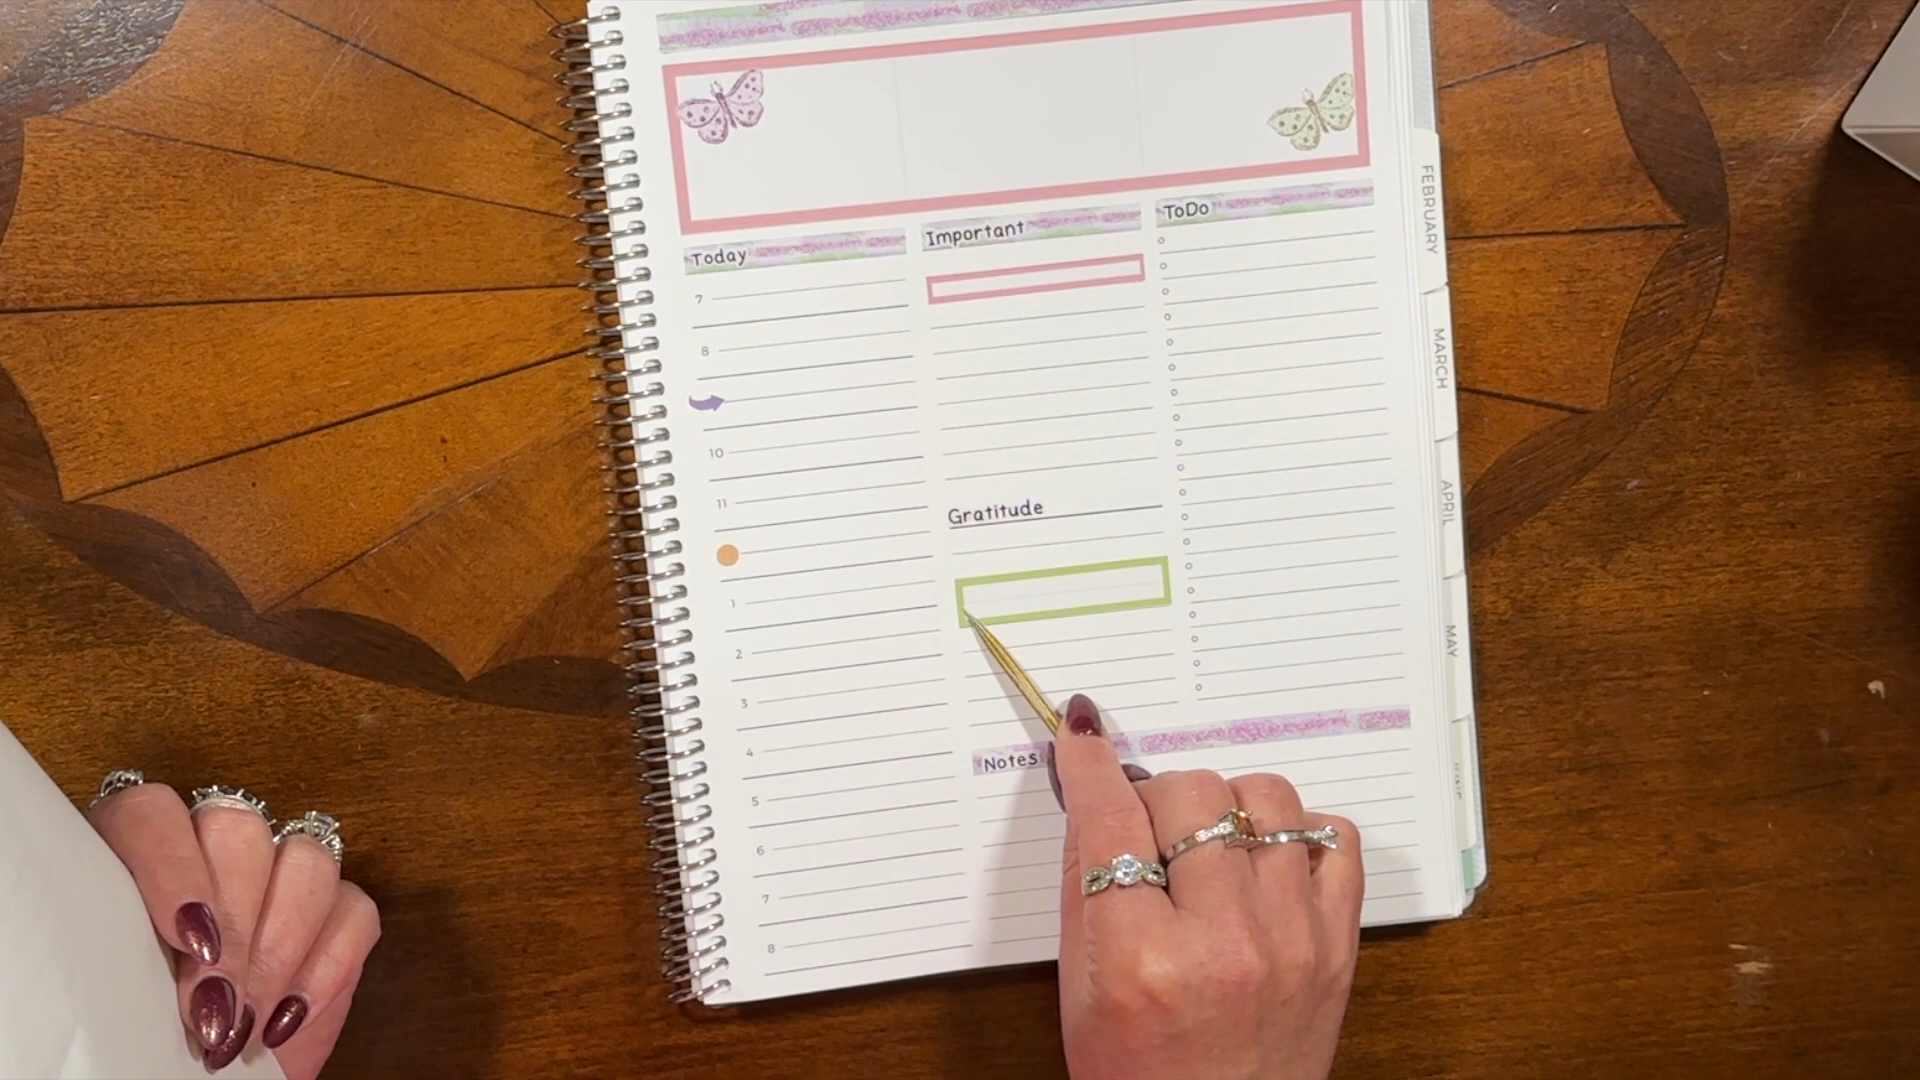 Today
7
8
10
11
1
2
3
4
5
6
7
8
Important
Gratitude
Notes
ToDo
FEBRUARY
MARCH
APRIL
MAY
JUNE